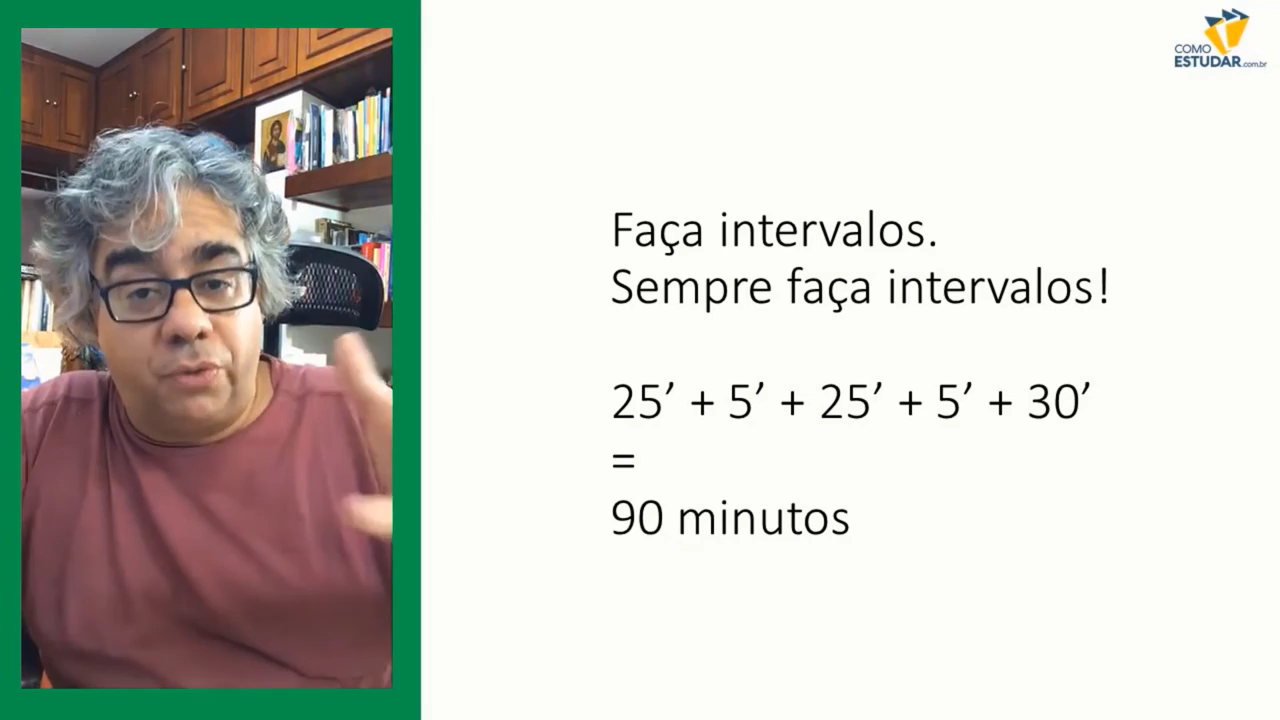 COMO
ESTUDAR.com.br
Faça intervalos.
Sempre faça intervalos!
25’ + 5’ + 25’ + 5’ + 30’
=
90 minutos